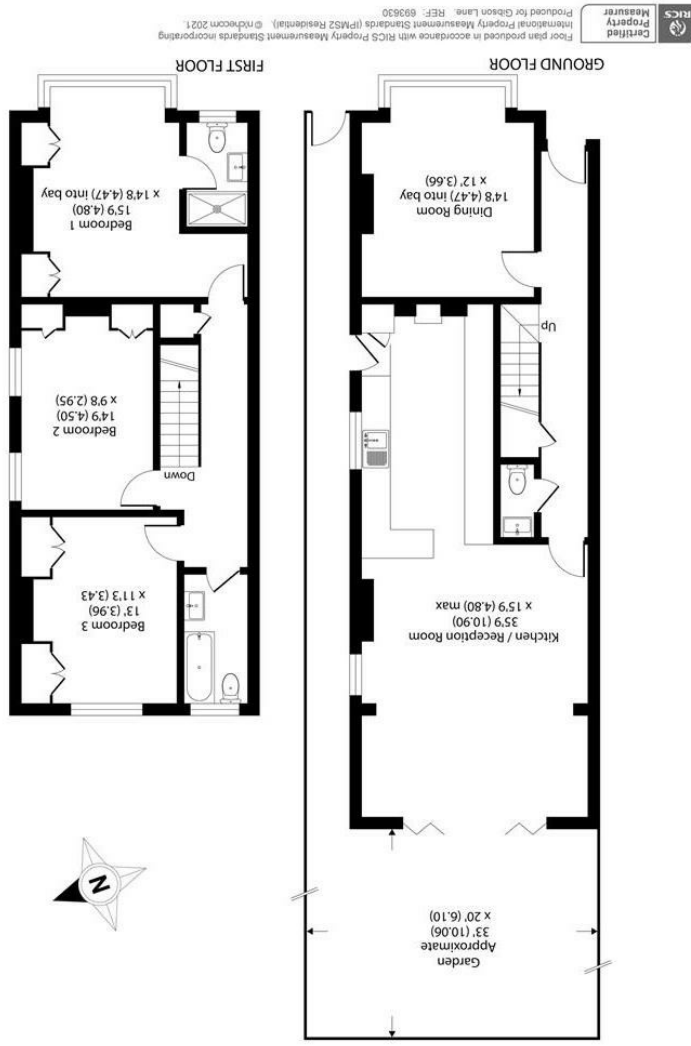 Garden
Approximate
33' (10.06)
x 20' (6.10)
Kitchen / Reception Room
35'9 (10.90)
x 15'9 (4.80) max
Up
Dining Room
14'8 (4.47) into bay
x 12' (3.66)
GROUND FLOOR
N
Bedroom 3
13' (3.96)
x 11'3 (3.43
Down
Bedroom 2
14'9 (4.50)
x 9'8 (2.95)
Bedroom 1
15'9 (4.80)
x 14'8 (4.47) into bay
FIRST FLOOR
RICS
Certified
Property
Measurer
Floor plan produced in accordance with RICS Property Measurement Standards incorporating
International Property Measurement Standards (IPMS2 Residential). © nichecom 2021.
Produced for Gibson Lane. REF: 693630